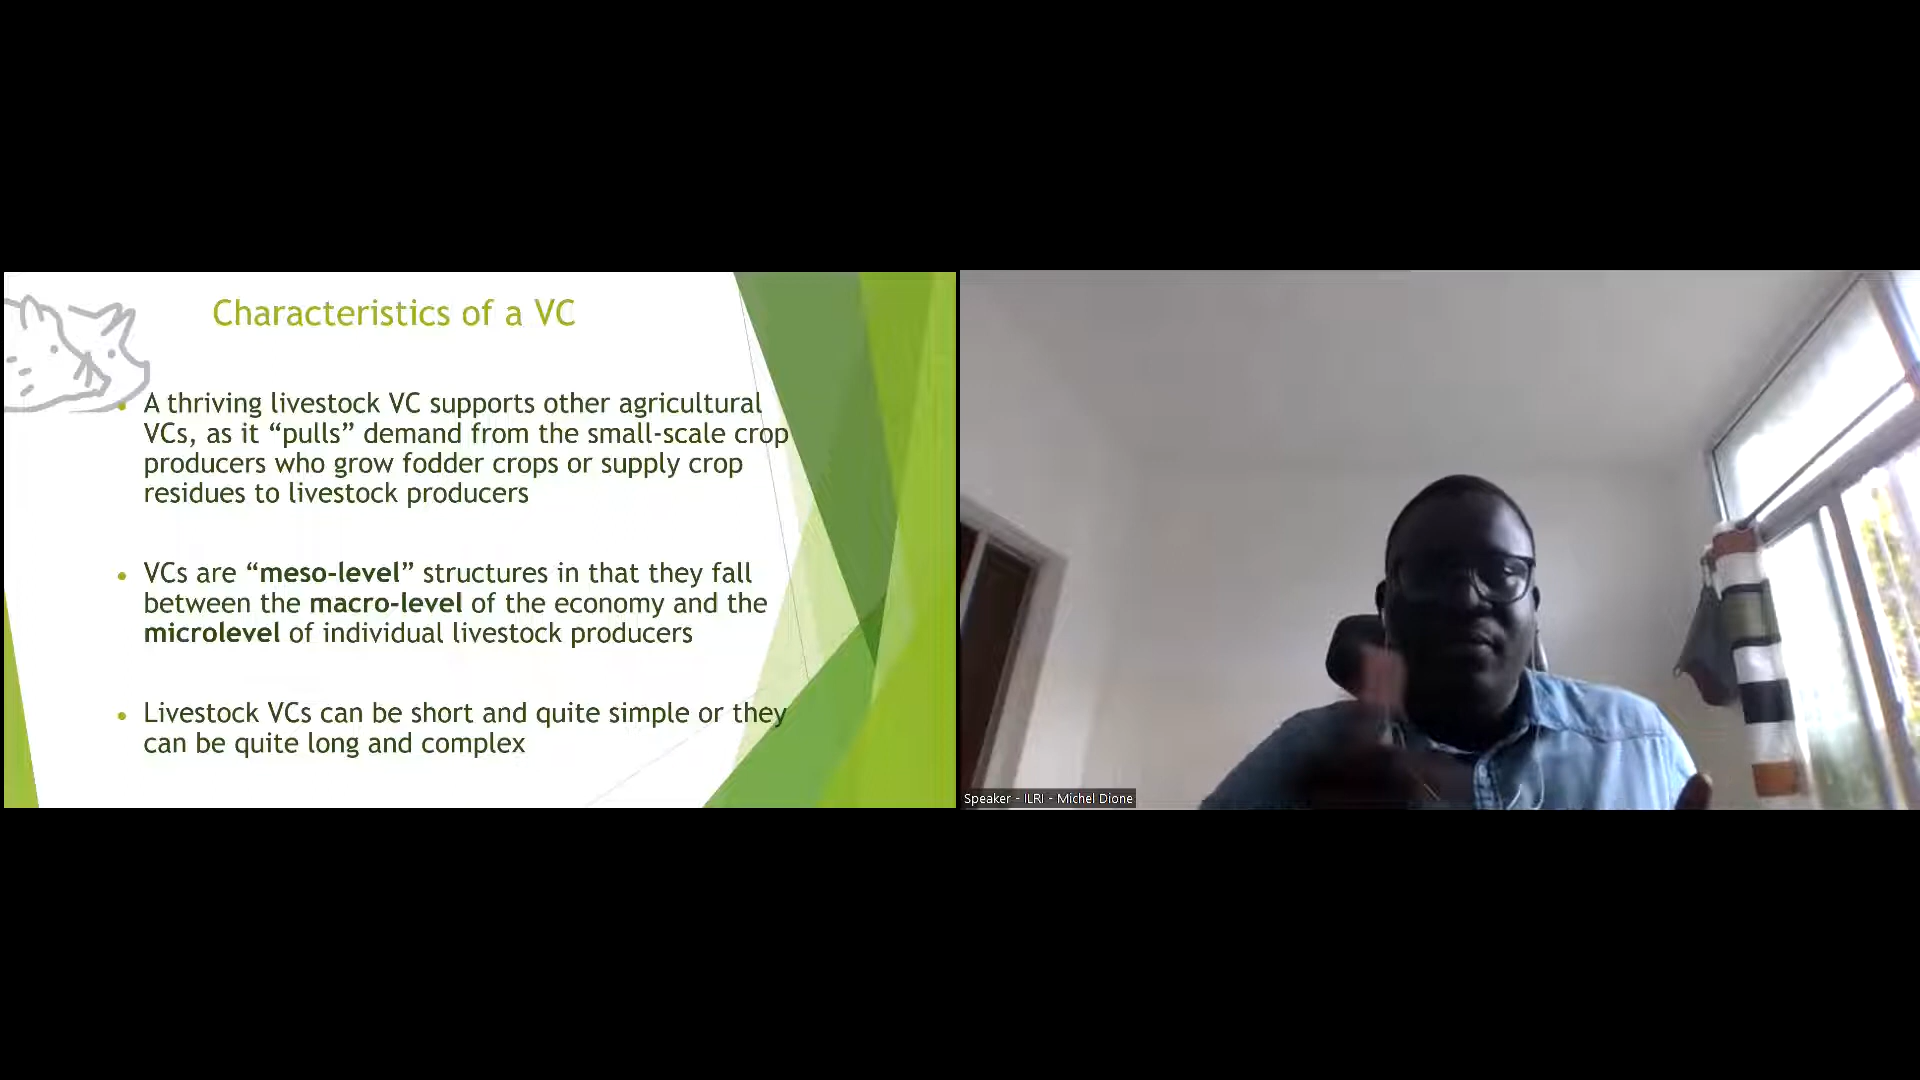 Characteristics of a VC
• A thriving livestock VC supports other agricultural
VCs, as it “pulls” demand from the small-scale crop
producers who grow fodder crops or supply crop
residues to livestock producers
• VCs are “meso-level” structures in that they fall
between the macro-level of the economy and the
microlevel of individual livestock producers
• Livestock VCs can be short and quite simple or they
can be quite long and complex
Speaker - ILRI - Michel Dione